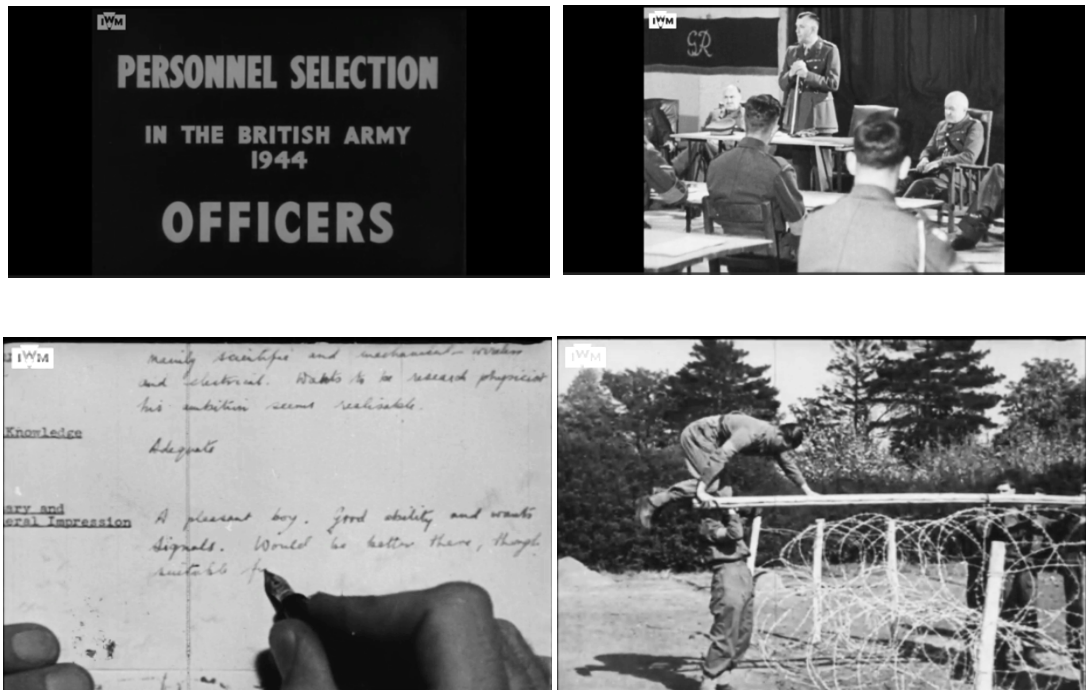 IWM
PERSONNEL SELECTION
IN THE BRITISH ARMY
1944
OFFICERS
IWM
GR
IWM
mainly scientific and mechanical – wireless
and electrical. Wants to be research physicist
his ambition seems realisable.
Knowledge
Adequate
ary and
eral Impression
A pleasant boy. Good ability and wants
Signals. Would be better there, though
suitable f
IWM